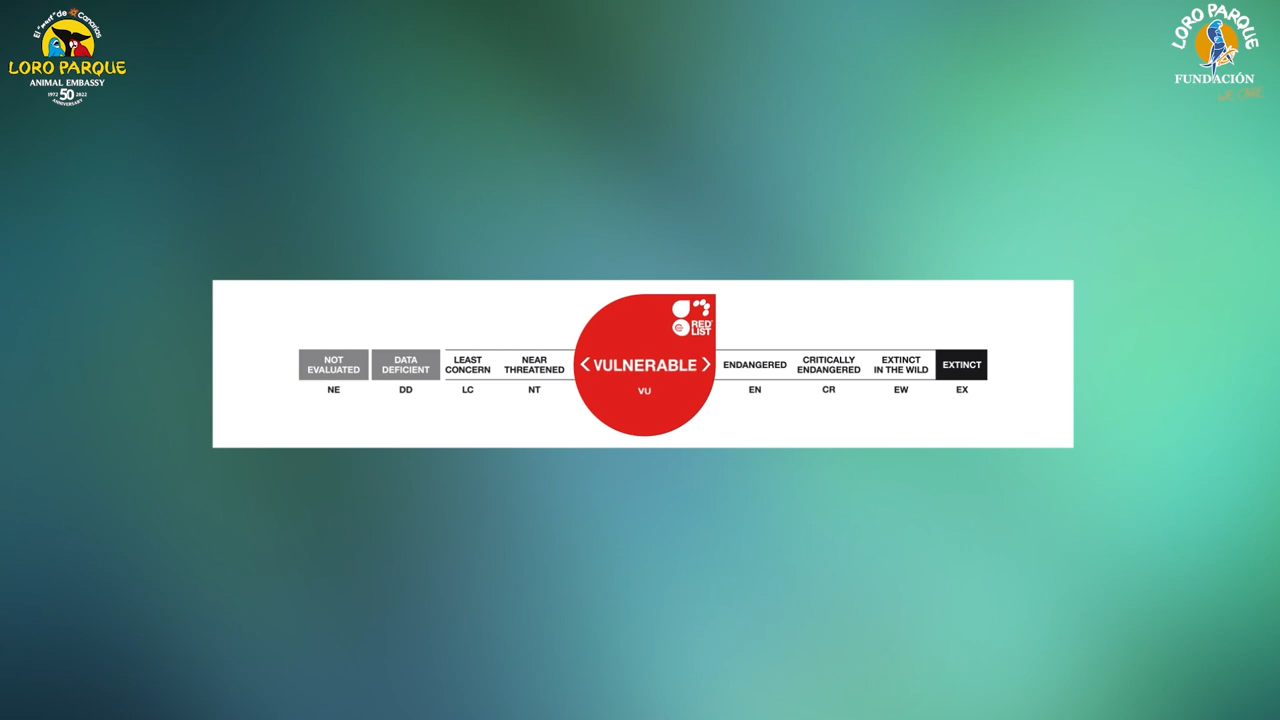 El "must" de Canarias
LORO PARQUE
ANIMAL EMBASSY
1972 50 2022
ANNIVERSARY
LORO PARQUE
FUNDACIÓN
RED LIST
NOT EVALUATED
NE
DATA DEFICIENT
DD
LEAST CONCERN
LC
NEAR THREATENED
NT
< VULNERABLE >
VU
ENDANGERED
EN
CRITICALLY ENDANGERED
CR
EXTINCT IN THE WILD
EW
EXTINCT
EX